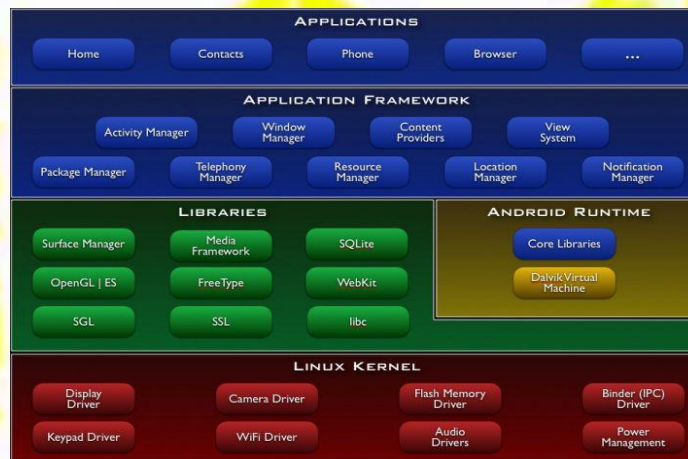 APPLICATIONS
Home
Contacts
Phone
Browser
...
APPLICATION FRAMEWORK
Activity Manager
Window
Manager
Content
Providers
View
System
Package Manager
Telephony
Manager
Resource
Manager
Location
Manager
Notification
Manager
LIBRARIES
Surface Manager
Media
Framework
SQLite
OpenGL | ES
FreeType
WebKit
SGL
SSL
libc
ANDROID RUNTIME
Core Libraries
Dalvik Virtual
Machine
LINUX KERNEL
Display
Driver
Camera Driver
Flash Memory
Driver
Binder (IPC)
Driver
Keypad Driver
WiFi Driver
Audio
Drivers
Power
Management